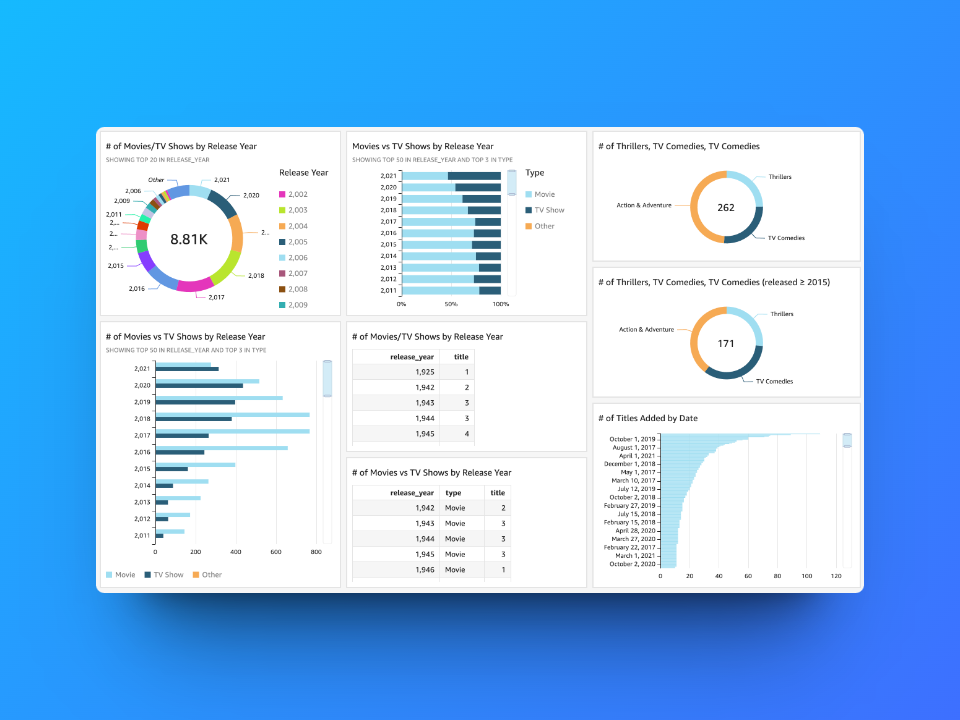 # of Movies/TV Shows by Release Year
SHOWING TOP 20 IN RELEASE_YEAR
Other
2,021
2,020
2...
2,018
2,017
2,016
2,015
2,...
2...
2,...
2,011
2,009
2,006
8.81K
Release Year
2,002
2,003
2,004
2,005
2,006
2,007
2,008
2,009
Movies vs TV Shows by Release Year
SHOWING TOP 50 IN RELEASE_YEAR AND TOP 3 IN TYPE
2,021
2,020
2,019
2,018
2,017
2,016
2,015
2,014
2,013
2,012
2,011
0% 50% 100%
Type
Movie
TV Show
Other
# of Thrillers, TV Comedies, TV Comedies
Thrillers
Action & Adventure
262
TV Comedies
# of Thrillers, TV Comedies, TV Comedies (released ≥ 2015)
Thrillers
Action & Adventure
171
TV Comedies
# of Movies vs TV Shows by Release Year
SHOWING TOP 50 IN RELEASE_YEAR AND TOP 3 IN TYPE
2,021
2,020
2,019
2,018
2,017
2,016
2,015
2,014
2,013
2,012
2,011
0 200 400 600 800
Movie TV Show Other
# of Movies/TV Shows by Release Year
release_year title
1,925 1
1,942 2
1,943 3
1,944 3
1,945 4
# of Movies vs TV Shows by Release Year
release_year type title
1,942 Movie 2
1,943 Movie 3
1,944 Movie 3
1,945 Movie 3
1,946 Movie 1
# of Titles Added by Date
October 1, 2019
August 1, 2017
April 1, 2021
December 1, 2018
May 1, 2017
March 10, 2017
July 12, 2019
October 2, 2018
February 27, 2019
July 15, 2018
February 15, 2018
April 28, 2020
March 27, 2020
February 22, 2017
March 1, 2021
October 2, 2020
0 20 40 60 80 100 120